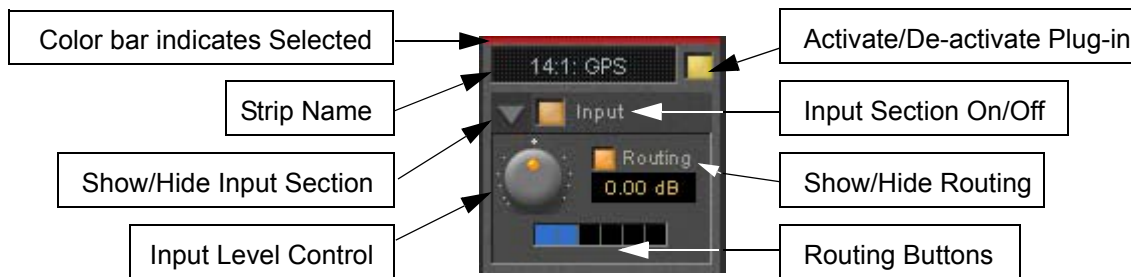 Color bar indicates Selected
Activate/De-activate Plug-in
14:1: GPS
Strip Name
Input Section On/Off
Input
Show/Hide Input Section
Routing
Show/Hide Routing
0.00 dB
Input Level Control
Routing Buttons